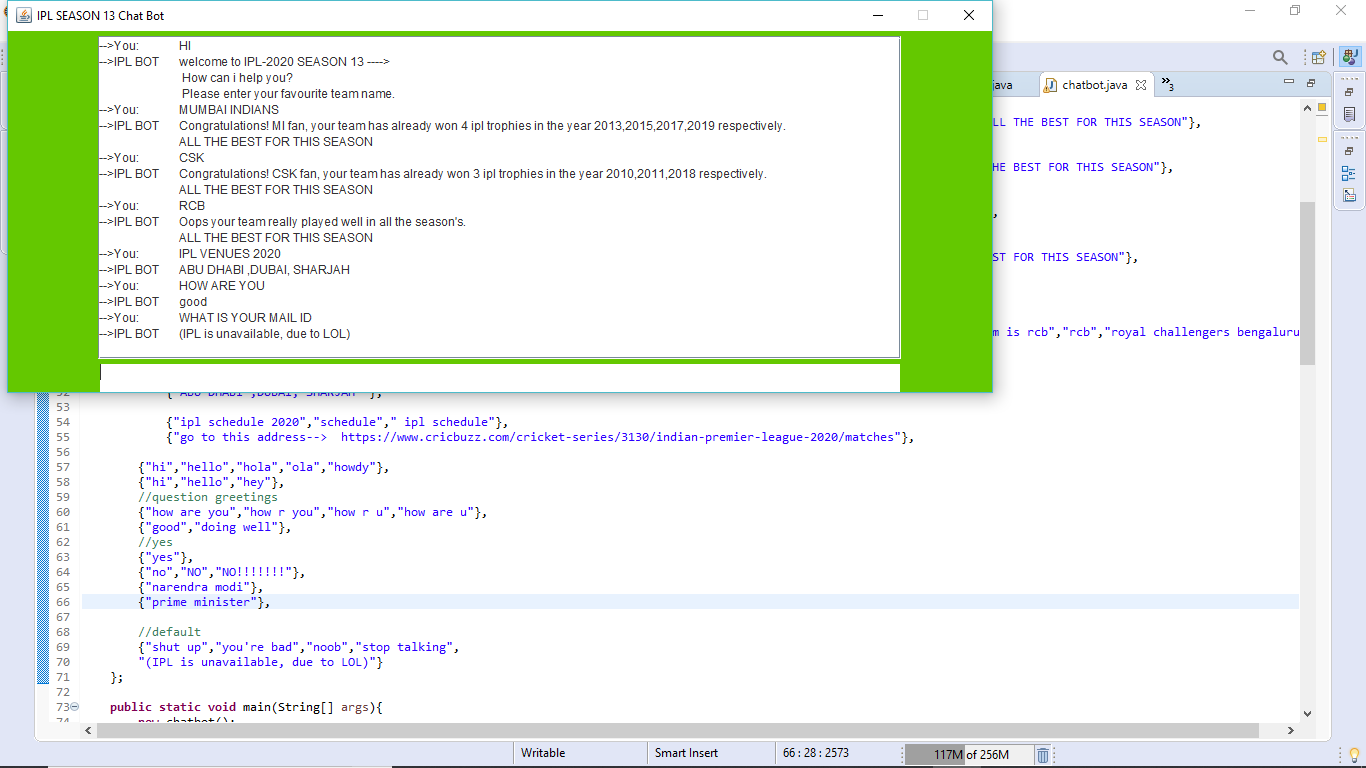 IPL SEASON 13 Chat Bot
-->You: HI
-->IPL BOT welcome to IPL-2020 SEASON 13 ---->
How can i help you?
Please enter your favourite team name.
-->You: MUMBAI INDIANS
-->IPL BOT Congratulations! MI fan, your team has already won 4 ipl trophies in the year 2013,2015,2017,2019 respectively.
ALL THE BEST FOR THIS SEASON
-->You: CSK
-->IPL BOT Congratulations! CSK fan, your team has already won 3 ipl trophies in the year 2010,2011,2018 respectively.
ALL THE BEST FOR THIS SEASON
-->You: RCB
-->IPL BOT Oops your team really played well in all the season's.
ALL THE BEST FOR THIS SEASON
-->You: IPL VENUES 2020
-->IPL BOT ABU DHABI ,DUBAI, SHARJAH
-->You: HOW ARE YOU
-->IPL BOT good
-->You: WHAT IS YOUR MAIL ID
-->IPL BOT (IPL is unavailable, due to LOL)
ava chatbot.java »3
LL THE BEST FOR THIS SEASON"},
HE BEST FOR THIS SEASON"},
,
ST FOR THIS SEASON"},
m is rcb","rcb","royal challengers bengaluru
52 {"ABU DHABI ,DUBAI, SHARJAH "},
53
54 {"ipl schedule 2020","schedule"," ipl schedule"},
55 {"go to this address-->  https://www.cricbuzz.com/cricket-series/3130/indian-premier-league-2020/matches"},
56
57 {"hi","hello","hola","ola","howdy"},
58 {"hi","hello","hey"},
59 //question greetings
60 {"how are you","how r you","how r u","how are u"},
61 {"good","doing well"},
62 //yes
63 {"yes"},
64 {"no","NO","NO!!!!!!!"},
65 {"narendra modi"},
66 {"prime minister"},
67
68 //default
69 {"shut up","you're bad","noob","stop talking",
70 "(IPL is unavailable, due to LOL)"}
71 };
72
73 public static void main(String[] args){
74 new chatbot();
Writable Smart Insert 66 : 28 : 2573 117M of 256M